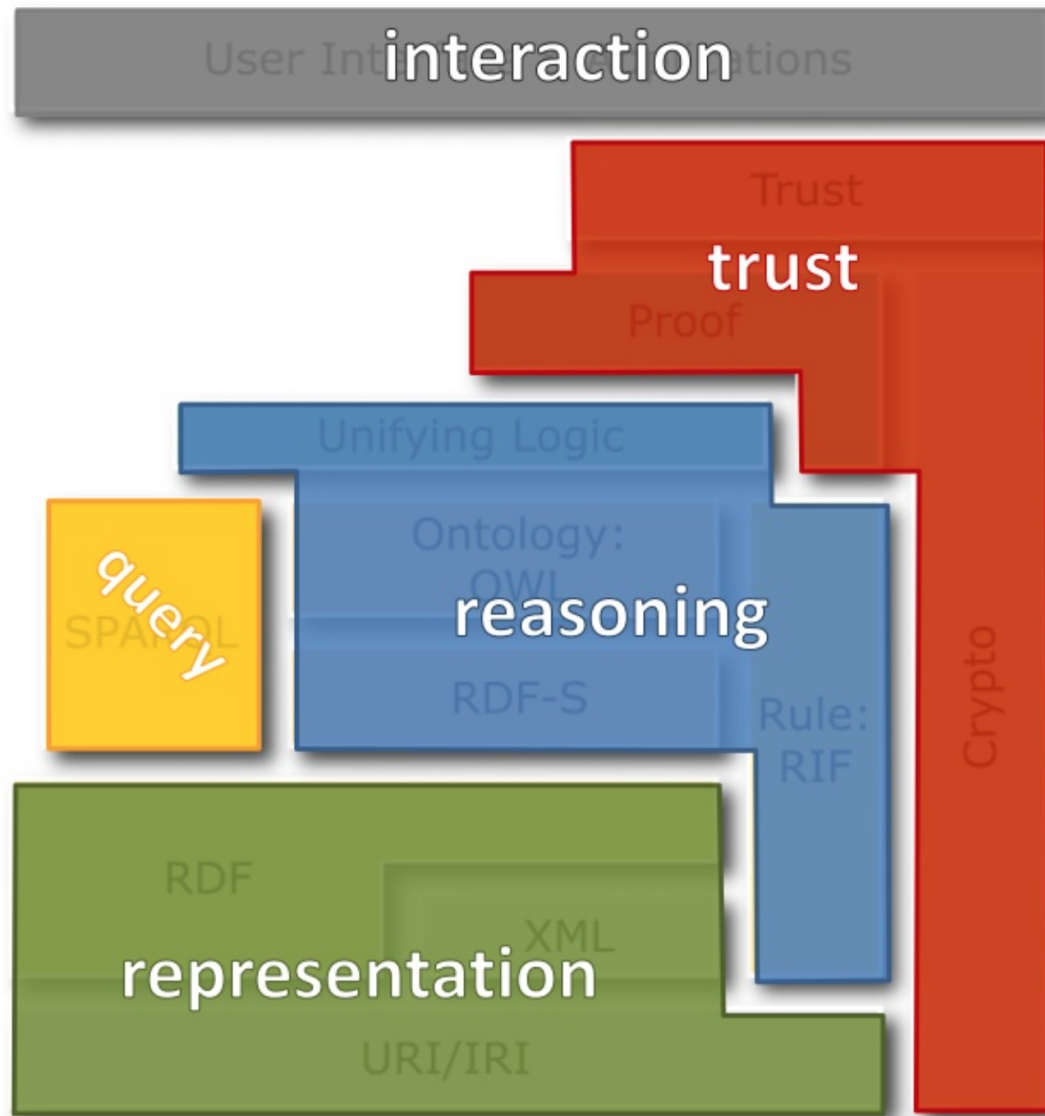 interaction
Trust
trust
Proof
Unifying Logic
Ontology:
OWL
query
SPARQL
reasoning
RDF-S
Rule:
RIF
Crypto
RDF
XML
representation
URI/IRI